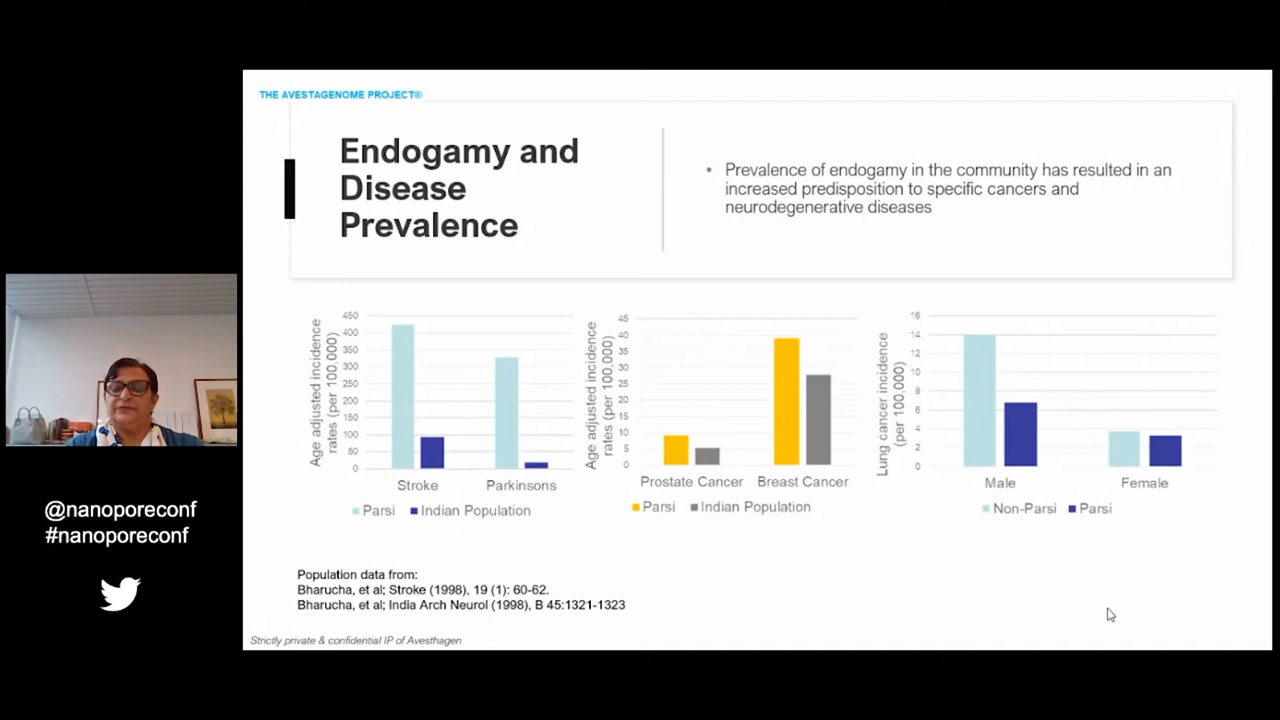 THE AVESTAGENOME PROJECT®
Endogamy and
Disease
Prevalence
• Prevalence of endogamy in the community has resulted in an
increased predisposition to specific cancers and
neurodegenerative diseases
Age adjusted incidence
rates (per 100,000)
450
400
350
300
250
200
150
100
50
0
Stroke
Parkinsons
Parsi
Indian Population
Age adjusted incidence
rates (per 100,000)
45
40
35
30
25
20
15
10
5
0
Prostate Cancer
Breast Cancer
Parsi
Indian Population
Lung cancer incidence
(per 100,000)
16
14
12
10
8
6
4
2
0
Male
Female
Non-Parsi
Parsi
@nanoporeconf
#nanoporeconf
Population data from:
Bharucha, et al; Stroke (1998), 19 (1): 60-62.
Bharucha, et al; India Arch Neurol (1998), B 45:1321-1323
Strictly private & confidential IP of Avesthagen